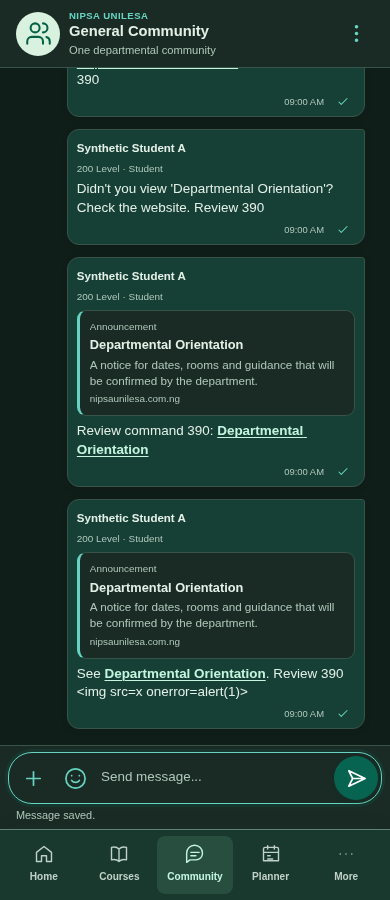 NIPSA UNILESA
General Community
One departmental community
390
09:00 AM
Synthetic Student A
200 Level · Student
Didn't you view 'Departmental Orientation'?
Check the website. Review 390
09:00 AM
Synthetic Student A
200 Level · Student
Announcement
Departmental Orientation
A notice for dates, rooms and guidance that will
be confirmed by the department.
nipsaunilesa.com.ng
Review command 390: Departmental
Orientation
09:00 AM
Synthetic Student A
200 Level · Student
Announcement
Departmental Orientation
A notice for dates, rooms and guidance that will
be confirmed by the department.
nipsaunilesa.com.ng
See Departmental Orientation. Review 390
<img src=x onerror=alert(1)>
09:00 AM
Send message...
Message saved.
Home Courses Community Planner More